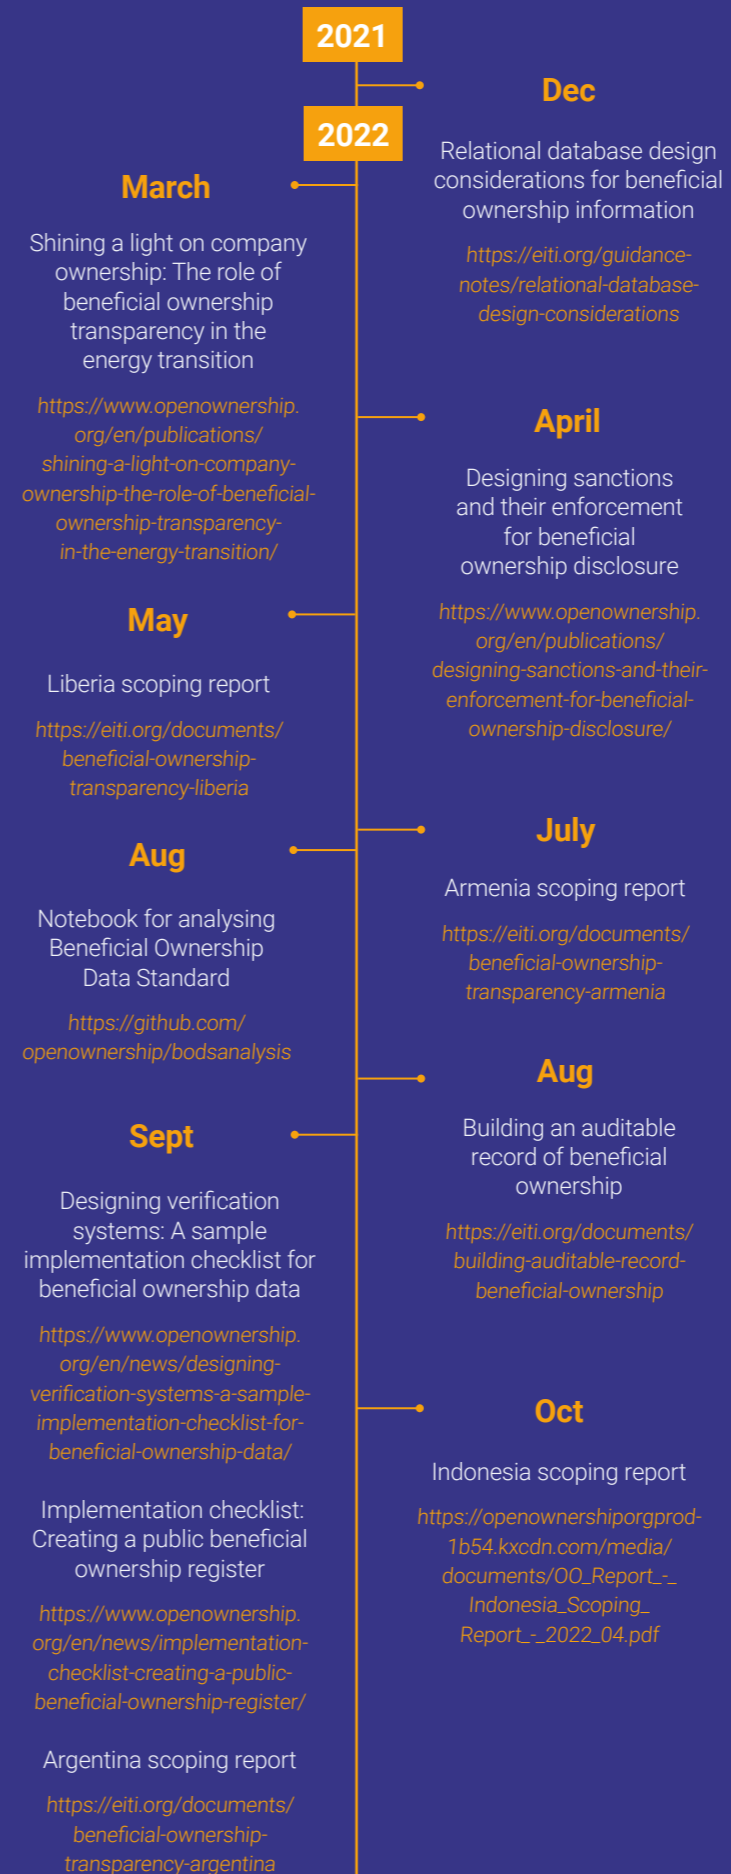 2021
Dec
Relational database design
considerations for beneficial
ownership information
https://eiti.org/guidance-
notes/relational-database-
design-considerations
2022
March
Shining a light on company
ownership: The role of
beneficial ownership
transparency in the
energy transition
https://www.openownership.
org/en/publications/
shining-a-light-on-company-
ownership-the-role-of-beneficial-
ownership-transparency-
in-the-energy-transition/
April
Designing sanctions
and their enforcement
for beneficial
ownership disclosure
https://www.openownership.
org/en/publications/
designing-sanctions-and-their-
enforcement-for-beneficial-
ownership-disclosure/
May
Liberia scoping report
https://eiti.org/documents/
beneficial-ownership-
transparency-liberia
July
Armenia scoping report
https://eiti.org/documents/
beneficial-ownership-
transparency-armenia
Aug
Notebook for analysing
Beneficial Ownership
Data Standard
https://github.com/
openownership/bodsanalysis
Aug
Building an auditable
record of beneficial
ownership
https://eiti.org/documents/
building-auditable-record-
beneficial-ownership
Sept
Designing verification
systems: A sample
implementation checklist for
beneficial ownership data
https://www.openownership.
org/en/news/designing-
verification-systems-a-sample-
implementation-checklist-for-
beneficial-ownership-data/
Implementation checklist:
Creating a public beneficial
ownership register
https://www.openownership.
org/en/news/implementation-
checklist-creating-a-public-
beneficial-ownership-register/
Argentina scoping report
https://eiti.org/documents/
beneficial-ownership-
transparency-argentina
Oct
Indonesia scoping report
https://openownershiporgprod-
1b54.kxcdn.com/media/
documents/OO_Report_-_
Indonesia_Scoping_
Report_-_2022_04.pdf